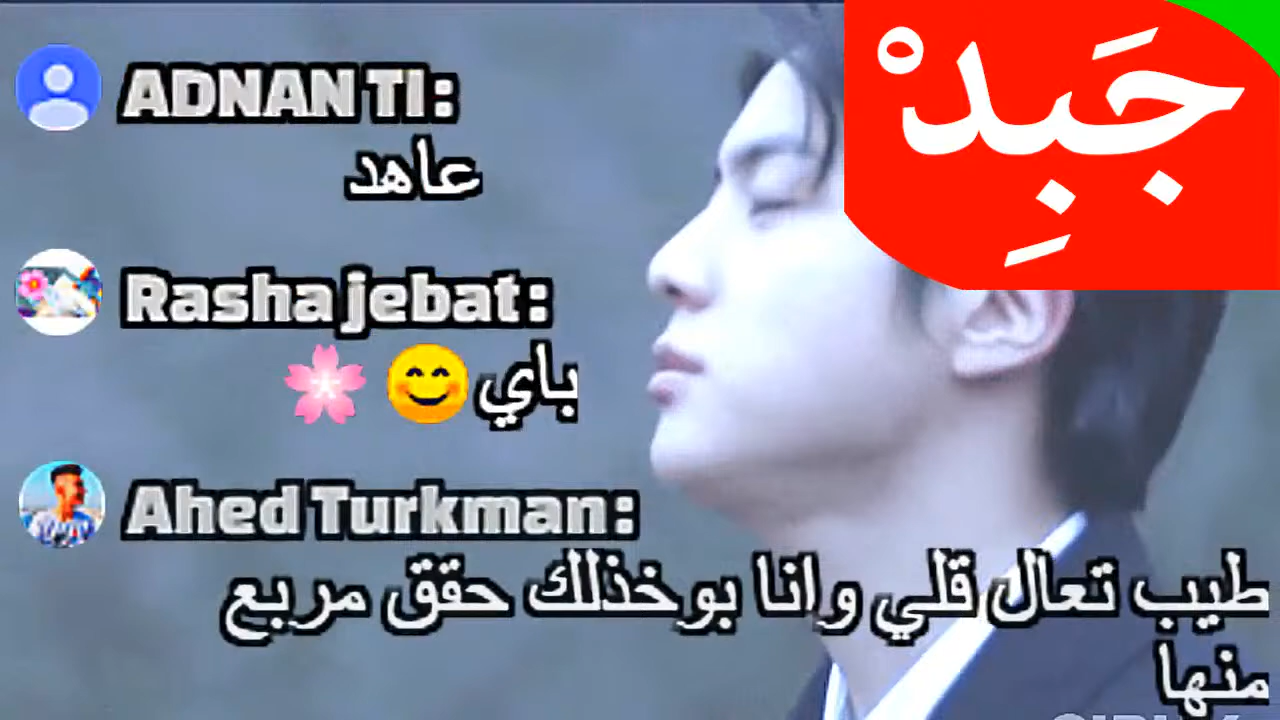 جَبِدْ
ADNAN TI:
عاهد
Rasha jebat:
باي😊🌸
Ahed Turkman:
طيب تعال قلي وانا بوخذلك حقق مربع
منها